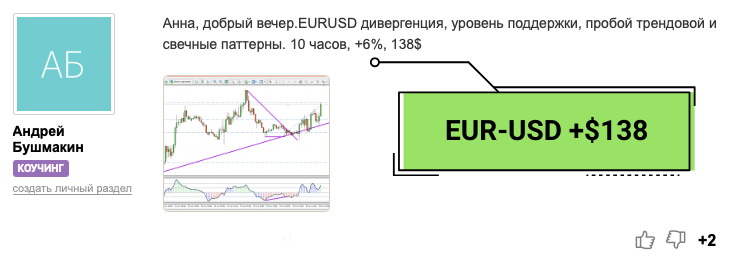 АБ
Андрей
Бушмакин
КОУЧИНГ
создать личный раздел
Анна, добрый вечер.EURUSD дивергенция, уровень поддержки, пробой трендовой и
свечные паттерны. 10 часов, +6%, 138$
EUR-USD +$138
+2